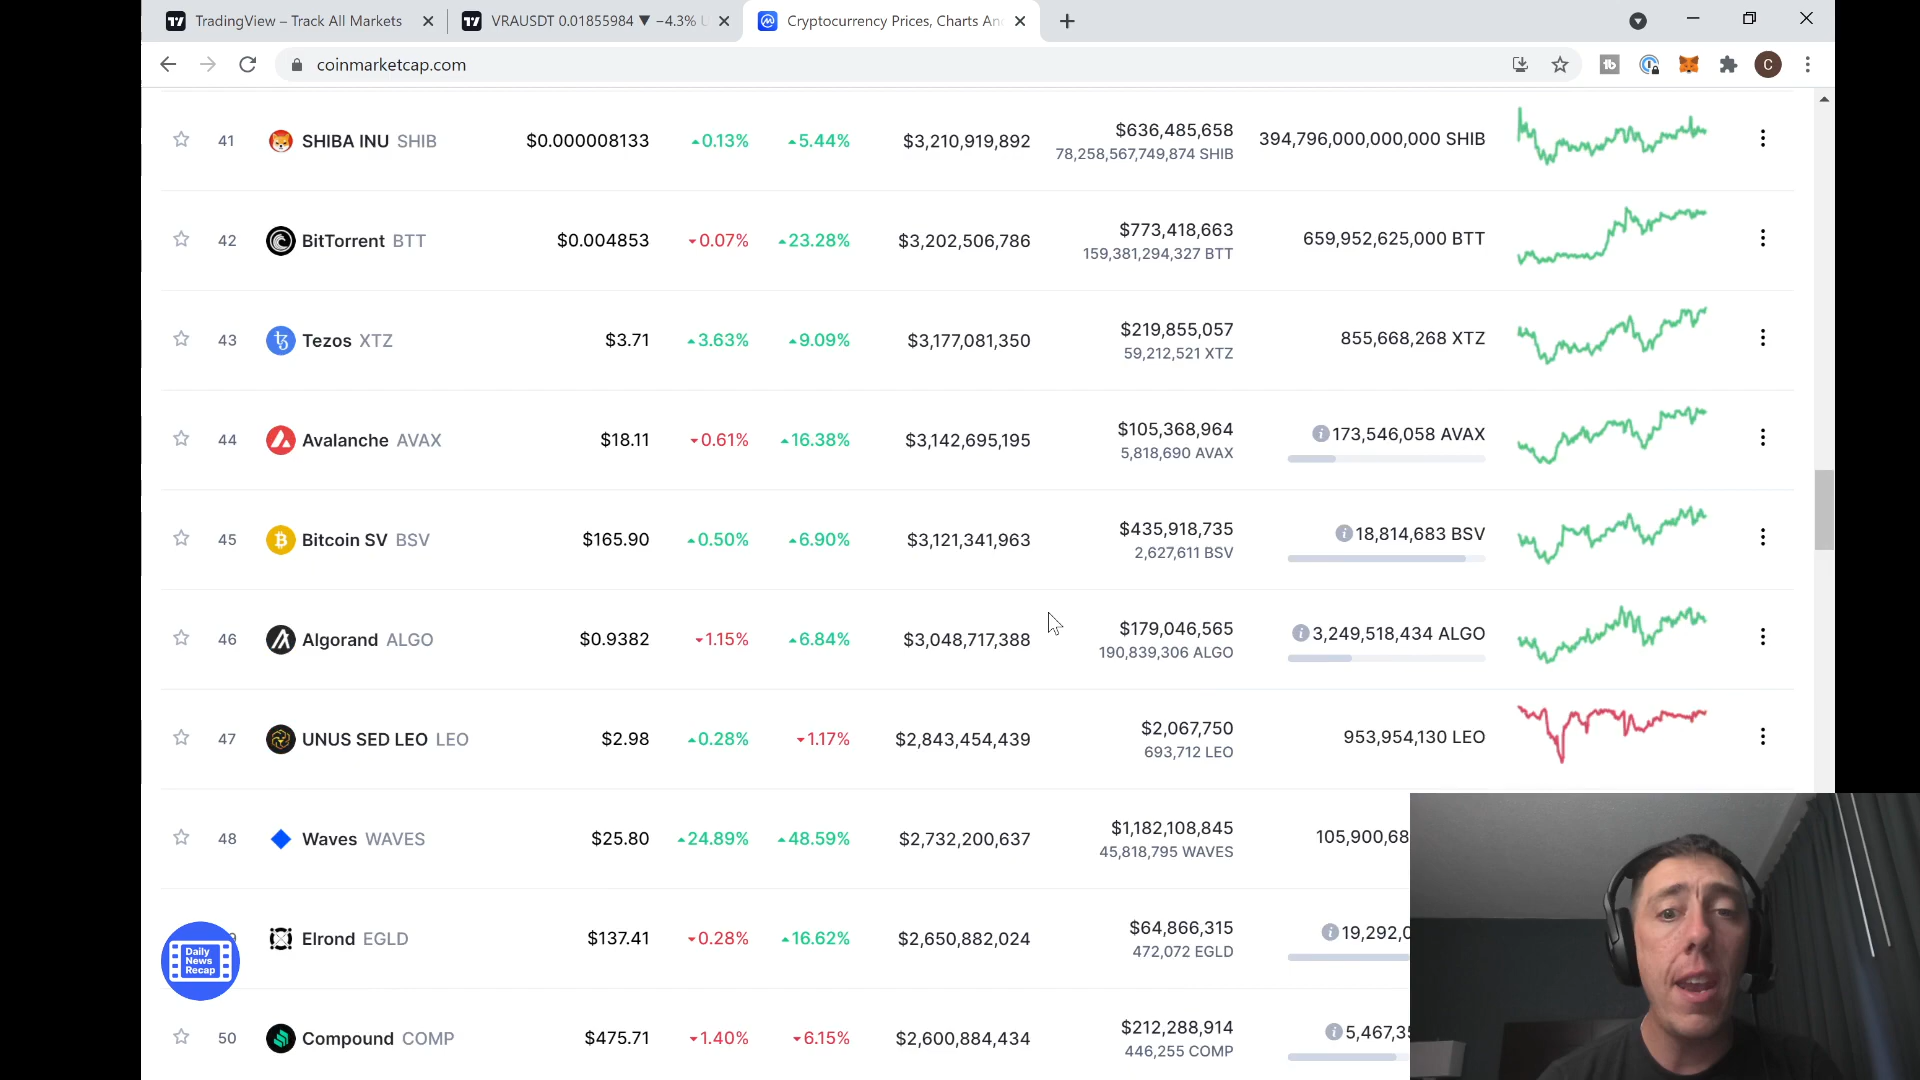 TradingView – Track All Markets
VRAUSDT 0.01855984 ▼ −4.3%
Cryptocurrency Prices, Charts An
coinmarketcap.com
C
41 SHIBA INU SHIB $0.000008133 0.13% 5.44% $3,210,919,892 $636,485,658 394,796,000,000,000 SHIB
78,258,567,749,874 SHIB
42 BitTorrent BTT $0.004853 0.07% 23.28% $3,202,506,786 $773,418,663 659,952,625,000 BTT
159,381,294,327 BTT
43 Tezos XTZ $3.71 3.63% 9.09% $3,177,081,350 $219,855,057 855,668,268 XTZ
59,212,521 XTZ
44 Avalanche AVAX $18.11 0.61% 16.38% $3,142,695,195 $105,368,964 173,546,058 AVAX
5,818,690 AVAX
45 Bitcoin SV BSV $165.90 0.50% 6.90% $3,121,341,963 $435,918,735 18,814,683 BSV
2,627,611 BSV
46 Algorand ALGO $0.9382 1.15% 6.84% $3,048,717,388 $179,046,565 3,249,518,434 ALGO
190,839,306 ALGO
47 UNUS SED LEO LEO $2.98 0.28% 1.17% $2,843,454,439 $2,067,750 953,954,130 LEO
693,712 LEO
48 Waves WAVES $25.80 24.89% 48.59% $2,732,200,637 $1,182,108,845 105,900,68
45,818,795 WAVES
Elrond EGLD $137.41 0.28% 16.62% $2,650,882,024 $64,866,315 19,292,0
472,072 EGLD
Daily
News
Recap
50 Compound COMP $475.71 1.40% 6.15% $2,600,884,434 $212,288,914 5,467,35
446,255 COMP